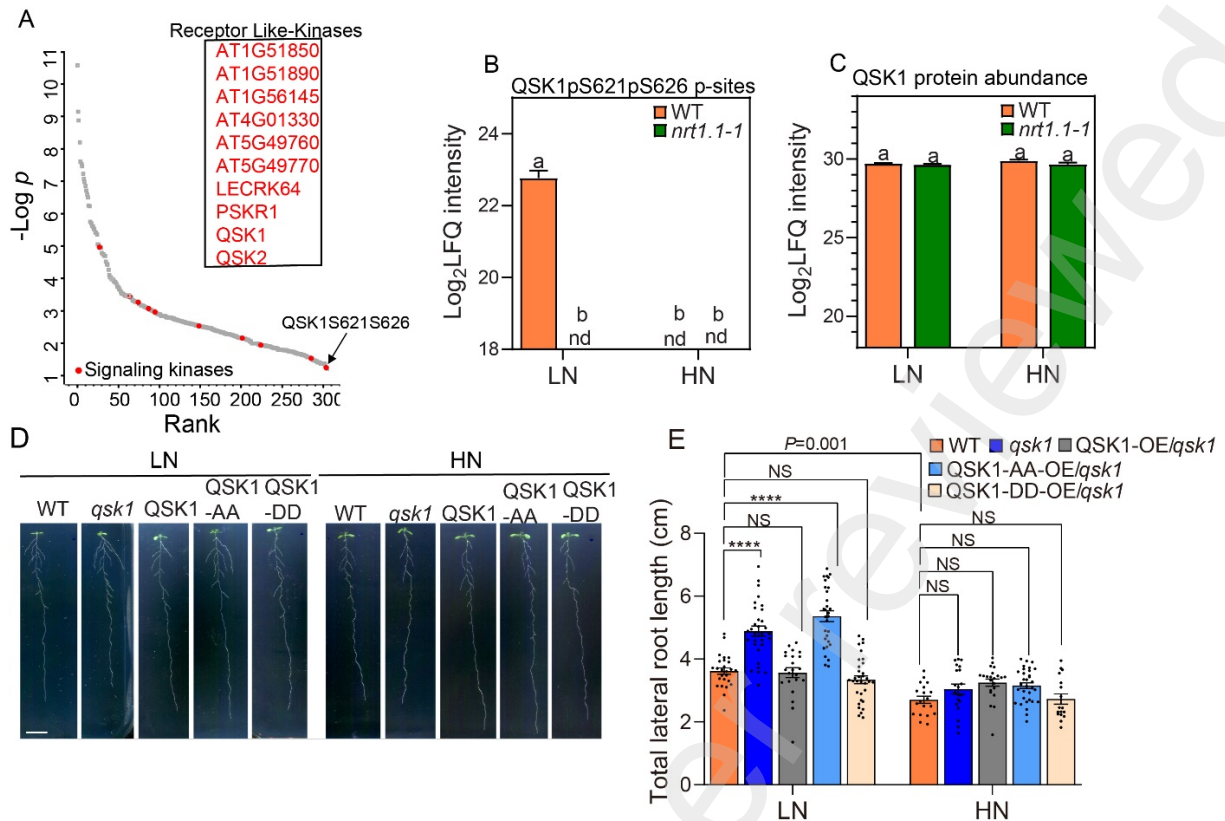 A
Receptor Like-Kinases
AT1G51850
AT1G51890
AT1G56145
AT4G01330
AT5G49760
AT5G49770
LECRK64
PSKR1
QSK1
QSK2
-Log p
11
10
9
8
7
6
5
4
3
2
1
QSK1S621S626
Signaling kinases
0 50 100 150 200 250 300
Rank
B
QSK1pS621pS626 p-sites
WT
nrt1.1-1
Log2LFQ intensity
24
22
20
18
a
b
nd
b
nd
b
nd
LN HN
C
QSK1 protein abundance
WT
nrt1.1-1
Log2LFQ intensity
30
20
a a a a
LN HN
D
LN HN
WT qsk1 QSK1 QSK1-AA QSK1-DD WT qsk1 QSK1 QSK1-AA QSK1-DD
E
WT qsk1 QSK1-OE/qsk1
QSK1-AA-OE/qsk1
QSK1-DD-OE/qsk1
P=0.001
NS
****
NS
****
NS
NS
NS
NS
Total lateral root length (cm)
8
6
4
2
0
LN HN
er reviewed